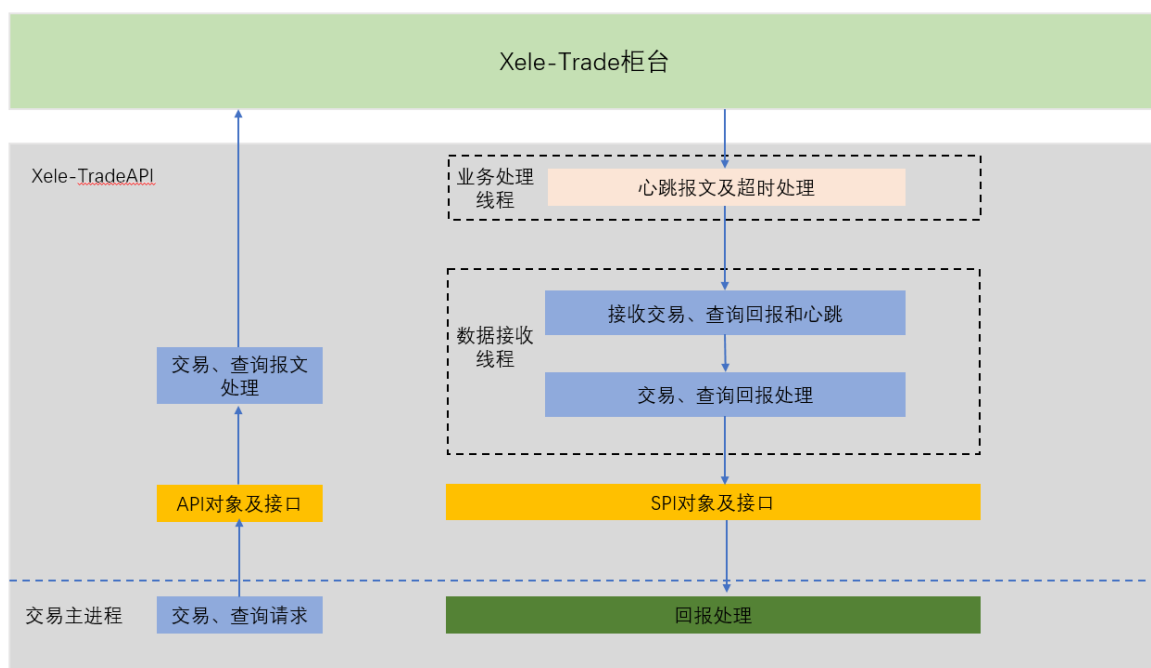 Xele-Trade柜台
Xele-TradeAPI
业务处理
线程
心跳报文及超时处理
数据接收
线程
接收交易、查询回报和心跳
交易、查询回报处理
交易、查询报文
处理
API对象及接口
SPI对象及接口
交易主进程
交易、查询请求
回报处理